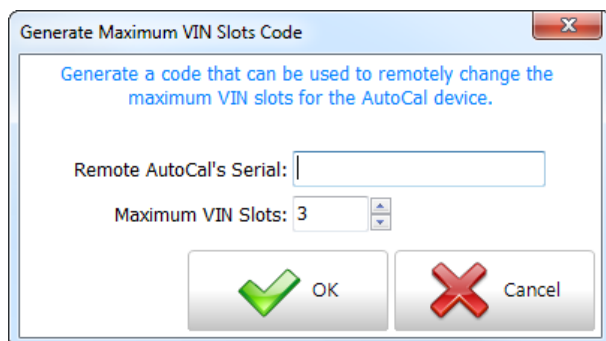 Generate Maximum VIN Slots Code
Generate a code that can be used to remotely change the
maximum VIN slots for the AutoCal device.
Remote AutoCal's Serial:
Maximum VIN Slots: 3
OK Cancel